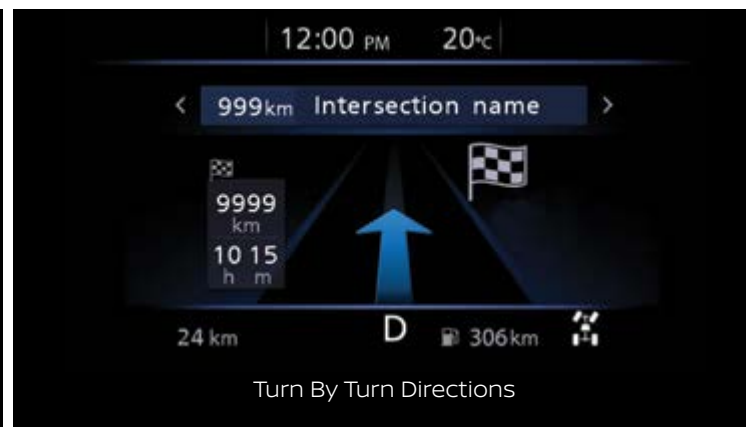 12:00 PM 20°C
< 999km Intersection name >
9999
km
10 15
h m
24 km D 306km
Turn By Turn Directions